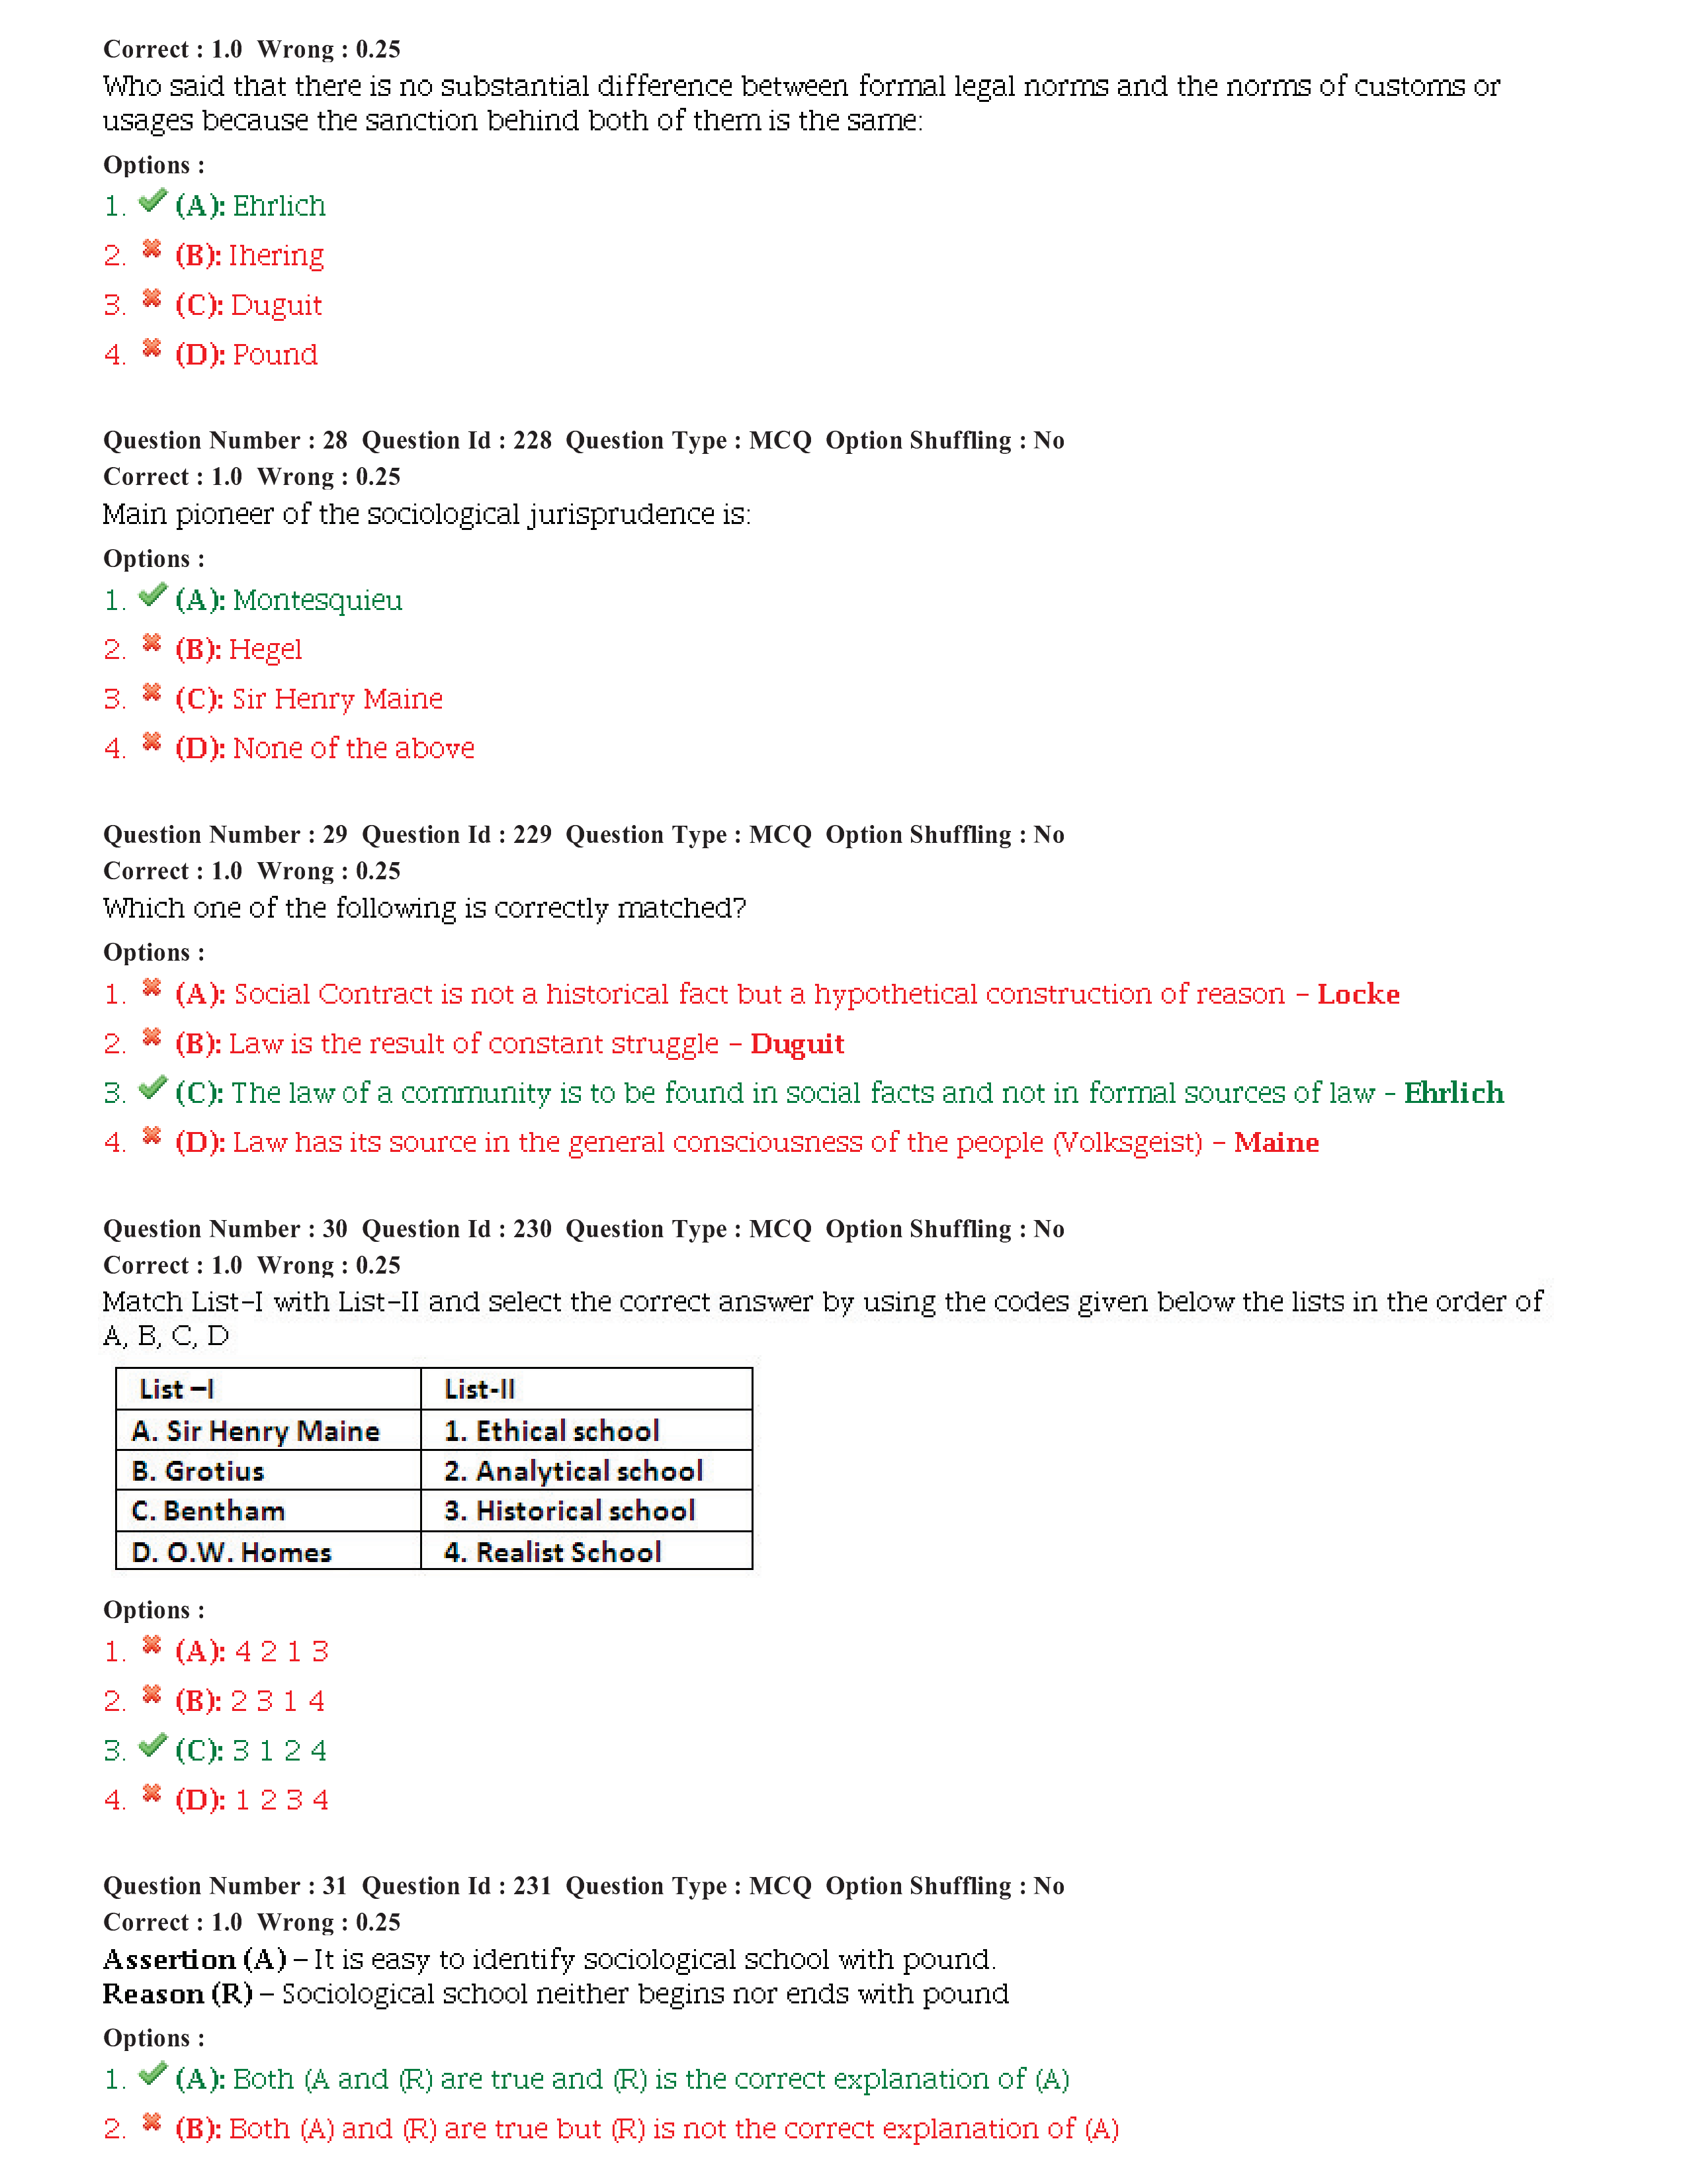 Correct : 1.0 Wrong : 0.25
Who said that there is no substantial difference between formal legal norms and the norms of customs or
usages because the sanction behind both of them is the same:
Options :
1. (A): Ehrlich
2. (B): Ihering
3. (C): Duguit
4. (D): Pound
Question Number : 28 Question Id : 228 Question Type : MCQ Option Shuffling : No
Correct : 1.0 Wrong : 0.25
Main pioneer of the sociological jurisprudence is:
Options :
1. (A): Montesquieu
2. (B): Hegel
3. (C): Sir Henry Maine
4. (D): None of the above
Question Number : 29 Question Id : 229 Question Type : MCQ Option Shuffling : No
Correct : 1.0 Wrong : 0.25
Which one of the following is correctly matched?
Options :
1. (A): Social Contract is not a historical fact but a hypothetical construction of reason – Locke
2. (B): Law is the result of constant struggle – Duguit
3. (C): The law of a community is to be found in social facts and not in formal sources of law – Ehrlich
4. (D): Law has its source in the general consciousness of the people (Volksgeist) – Maine
Question Number : 30 Question Id : 230 Question Type : MCQ Option Shuffling : No
Correct : 1.0 Wrong : 0.25
Match List–I with List–II and select the correct answer by using the codes given below the lists in the order of
A, B, C, D
List –I List-II
A. Sir Henry Maine 1. Ethical school
B. Grotius 2. Analytical school
C. Bentham 3. Historical school
D. O.W. Homes 4. Realist School
Options :
1. (A): 4 2 1 3
2. (B): 2 3 1 4
3. (C): 3 1 2 4
4. (D): 1 2 3 4
Question Number : 31 Question Id : 231 Question Type : MCQ Option Shuffling : No
Correct : 1.0 Wrong : 0.25
Assertion (A) – It is easy to identify sociological school with pound.
Reason (R) – Sociological school neither begins nor ends with pound
Options :
1. (A): Both (A and (R) are true and (R) is the correct explanation of (A)
2. (B): Both (A) and (R) are true but (R) is not the correct explanation of (A)